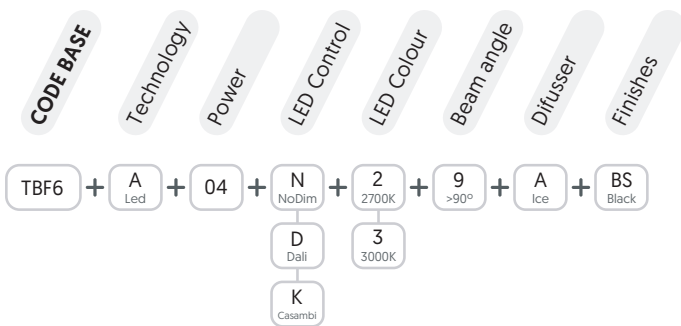 CODE BASE
Technology
Power
LED Control
LED Colour
Beam angle
Difusser
Finishes
TBF6 + A + 04 + N + 2 + 9 + A + BS
Led NoDim 2700K >90º Ice Black
D 3
Dali 3000K
K
Casambi